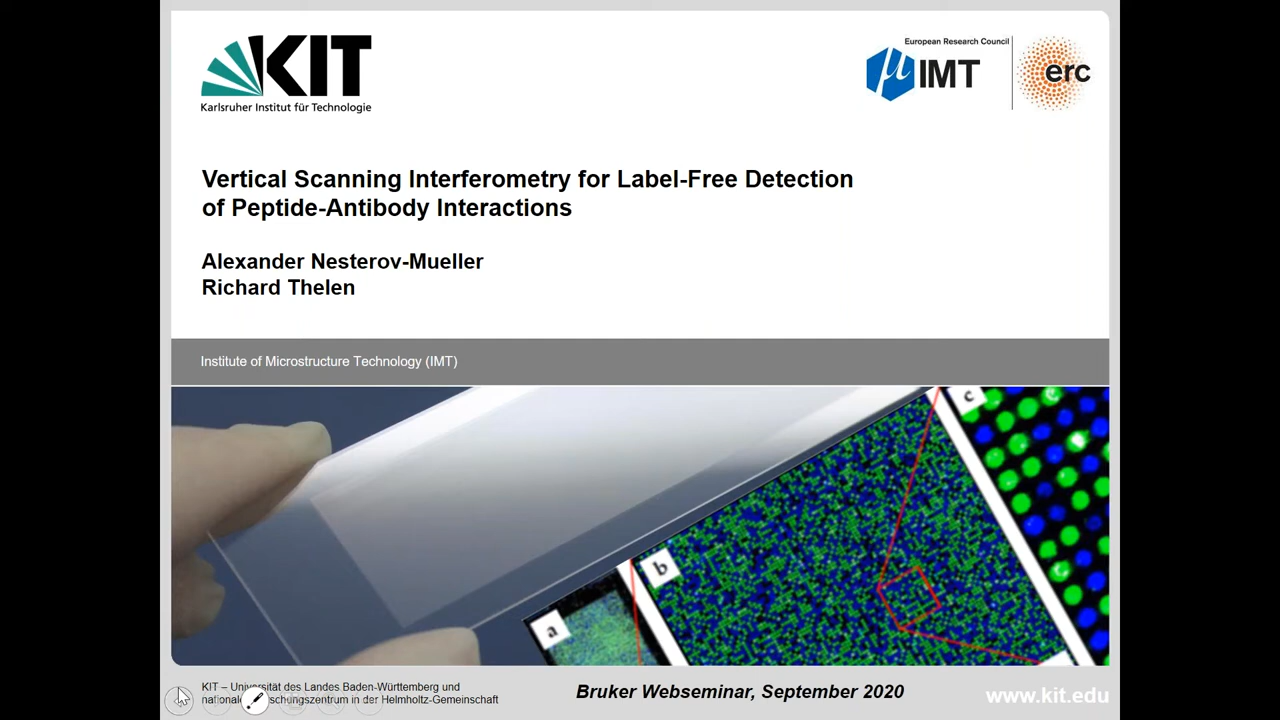 KIT
Karlsruher Institut für Technologie
European Research Council
μIMT
erc
Vertical Scanning Interferometry for Label-Free Detection
of Peptide-Antibody Interactions
Alexander Nesterov-Mueller
Richard Thelen
Institute of Microstructure Technology (IMT)
a
b
c
KIT – Universität des Landes Baden-Württemberg und
in der Helmholtz-Gemeinschaft
Bruker Webseminar, September 2020
www.kit.edu